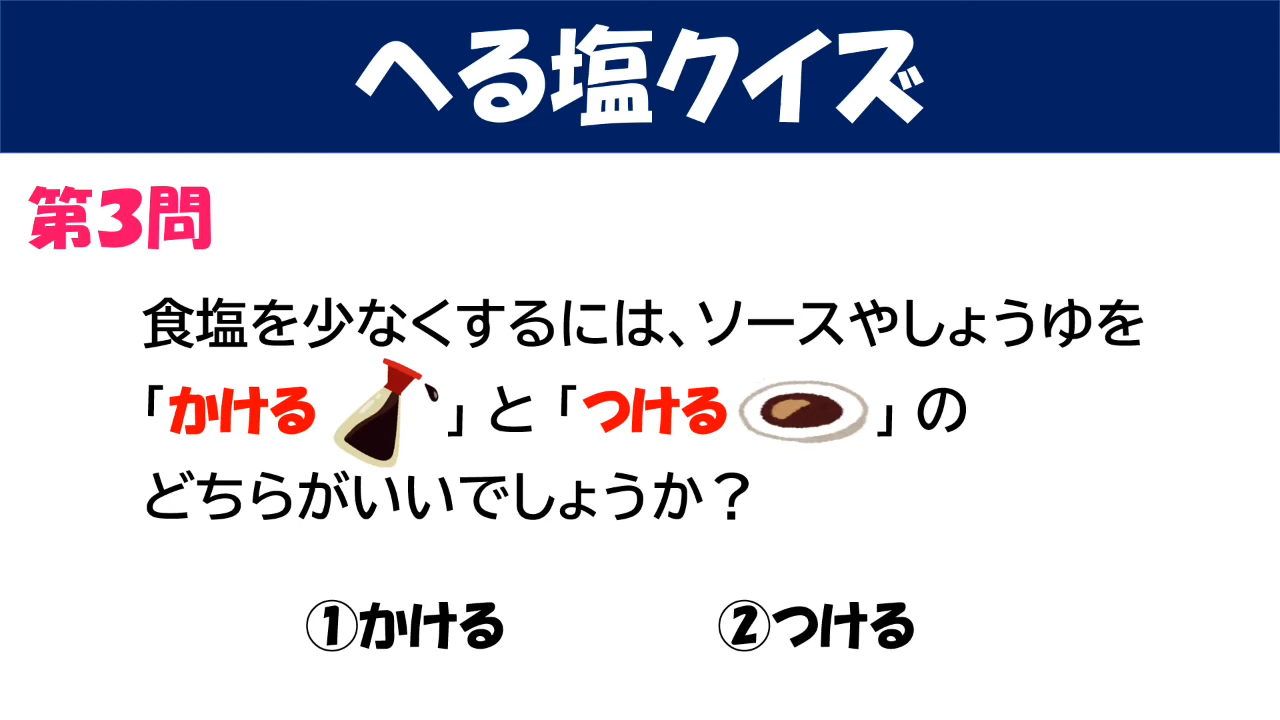 へる塩クイズ
第3問
食塩を少なくするには、ソースやしょうゆを
「かける」と「つける」の
どちらがいいでしょうか？
①かける ②つける